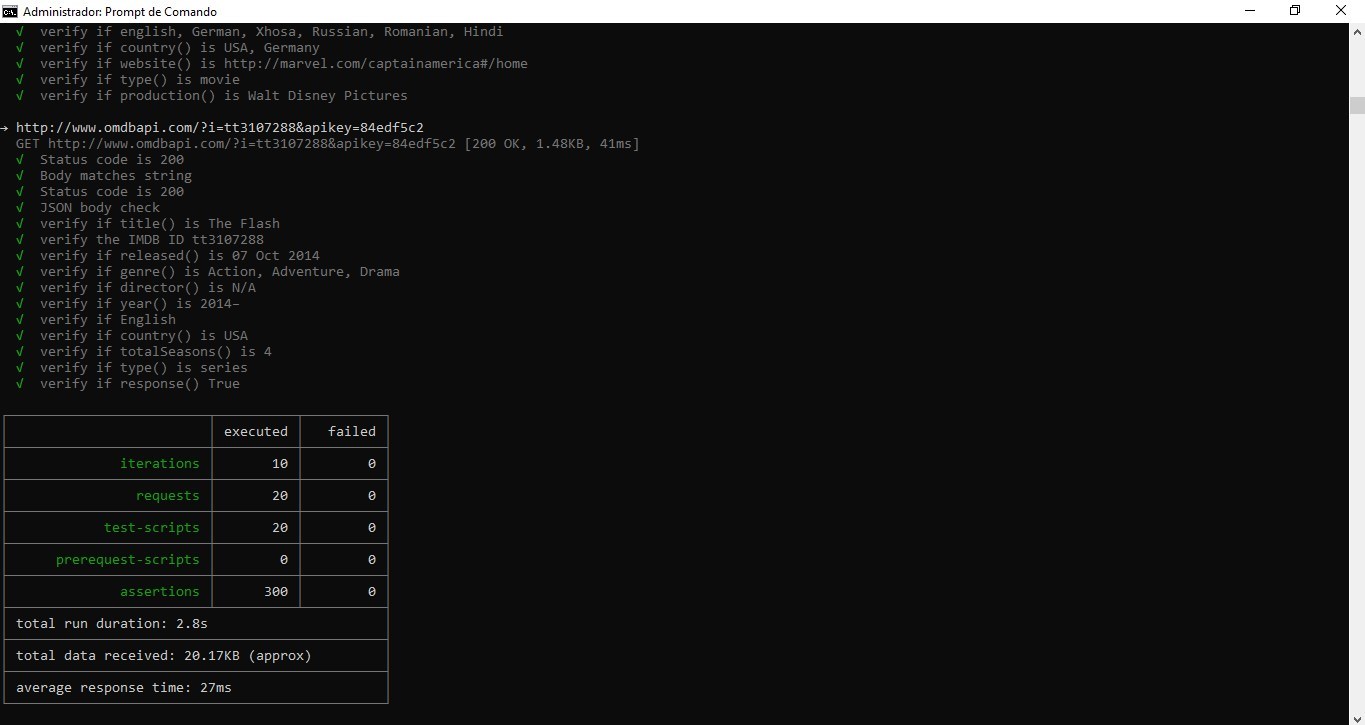 Administrador: Prompt de Comando
√ verify if english, German, Xhosa, Russian, Romanian, Hindi
√ verify if country() is USA, Germany
√ verify if website() is http://marvel.com/captainamerica#/home
√ verify if type() is movie
√ verify if production() is Walt Disney Pictures
→ http://www.omdbapi.com/?i=tt3107288&apikey=84edf5c2
GET http://www.omdbapi.com/?i=tt3107288&apikey=84edf5c2 [200 OK, 1.48KB, 41ms]
√ Status code is 200
√ Body matches string
√ Status code is 200
√ JSON body check
√ verify if title() is The Flash
√ verify the IMDB ID tt3107288
√ verify if released() is 07 Oct 2014
√ verify if genre() is Action, Adventure, Drama
√ verify if director() is N/A
√ verify if year() is 2014–
√ verify if English
√ verify if country() is USA
√ verify if totalSeasons() is 4
√ verify if type() is series
√ verify if response() True
executed failed
iterations 10 0
requests 20 0
test-scripts 20 0
prerequest-scripts 0 0
assertions 300 0
total run duration: 2.8s
total data received: 20.17KB (approx)
average response time: 27ms